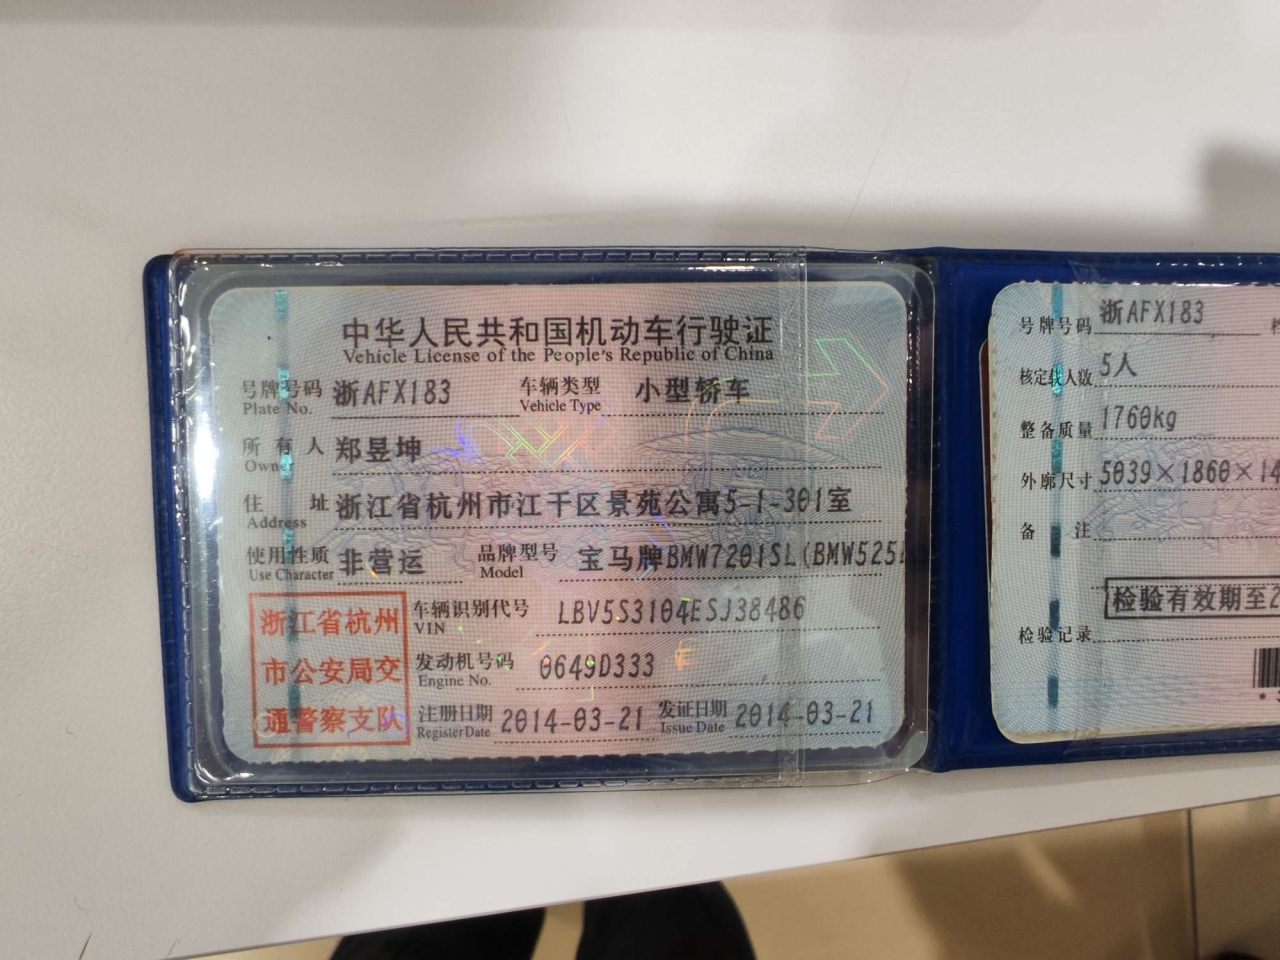 中华人民共和国机动车行驶证
Vehicle License of the People's Republic of China
号牌号码 浙AFX183 车辆类型 小型轿车
Plate No. Vehicle Type
所有人 郑昱坤
Owner
住址 浙江省杭州市江干区景苑公寓5-1-301室
Address
使用性质 非营运 品牌型号 宝马牌BMW7201SL(BMW525
Use Character Model
浙江省杭州
市公安局交
通警察支队
车辆识别代号 LBV5S3104ESJ38486
VIN
发动机号码 0649D333
Engine No.
注册日期 2014-03-21 发证日期 2014-03-21
Register Date Issue Date
号牌号码 浙AFX183
核定载人数 5人
整备质量 1760kg
外廓尺寸 5039×1860×14
备注
检验有效期至2
检验记录